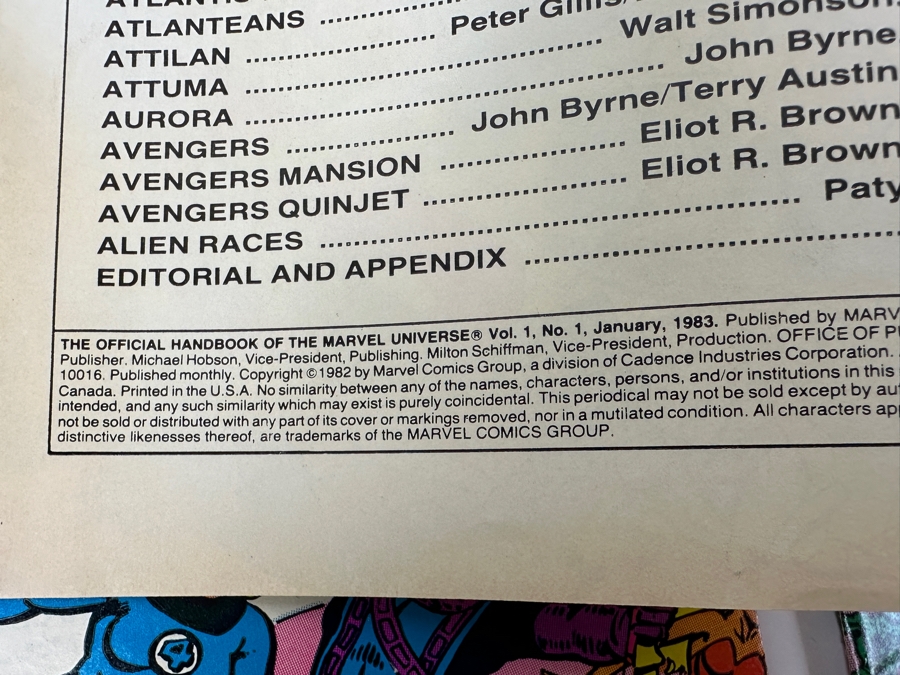 ATLANTIS
ATLANTEANS ....................
ATTILAN .................... Peter Gillis/
ATTUMA .................... Walt Simonson
AURORA .................... John Byrne
AVENGERS .................... John Byrne/Terry Austin
AVENGERS MANSION .................... Eliot R. Brown
AVENGERS QUINJET .................... Eliot R. Brown
ALIEN RACES .................... Paty
EDITORIAL AND APPENDIX ....................
THE OFFICIAL HANDBOOK OF THE MARVEL UNIVERSE® Vol. 1, No. 1, January, 1983. Published by MARV
Publisher. Michael Hobson, Vice-President, Publishing. Milton Schiffman, Vice-President, Production. OFFICE OF P
10016. Published monthly. Copyright © 1982 by Marvel Comics Group, a division of Cadence Industries Corporation.
Canada. Printed in the U.S.A. No similarity between any of the names, characters, persons, and/or institutions in this
intended, and any such similarity which may exist is purely coincidental. This periodical may not be sold except by au
not be sold or distributed with any part of its cover or markings removed, nor in a mutilated condition. All characters ap
distinctive likenesses thereof, are trademarks of the MARVEL COMICS GROUP.
4